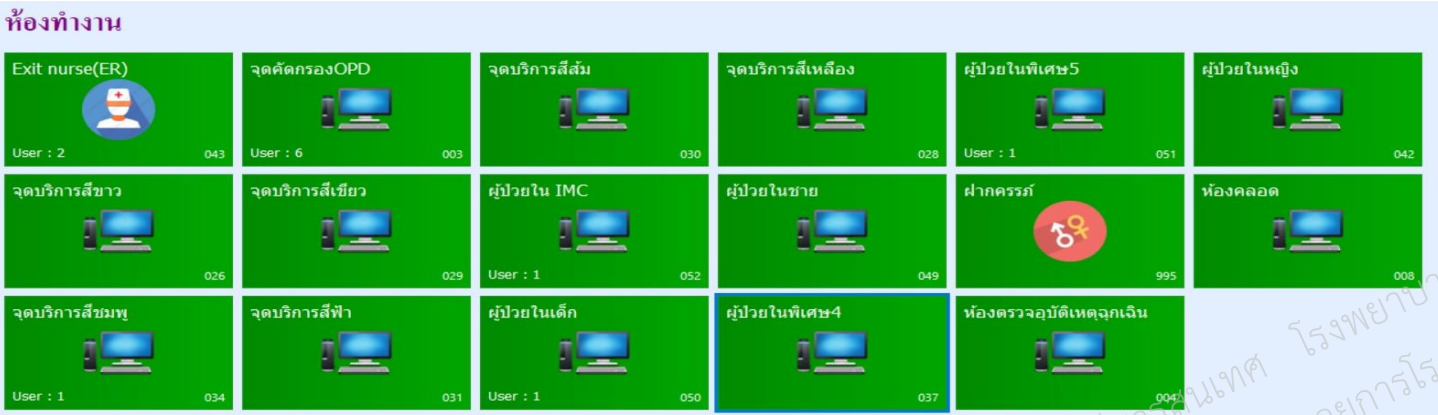 ห้องทำงาน
Exit nurse(ER)
User : 2 043
จุดคัดกรองOPD
User : 6 003
จุดบริการสีส้ม
030
จุดบริการสีเหลือง
028
ผู้ป่วยในพิเศษ5
User : 1 051
ผู้ป่วยในหญิง
042
จุดบริการสีขาว
026
จุดบริการสีเขียว
029
ผู้ป่วยใน IMC
User : 1 052
ผู้ป่วยในชาย
049
ฝากครรภ์
995
ห้องคลอด
008
จุดบริการสีชมพู
User : 1 034
จุดบริการสีฟ้า
031
ผู้ป่วยในเด็ก
User : 1 050
ผู้ป่วยในพิเศษ4
037
ห้องตรวจอุบัติเหตุฉุกเฉิน
004